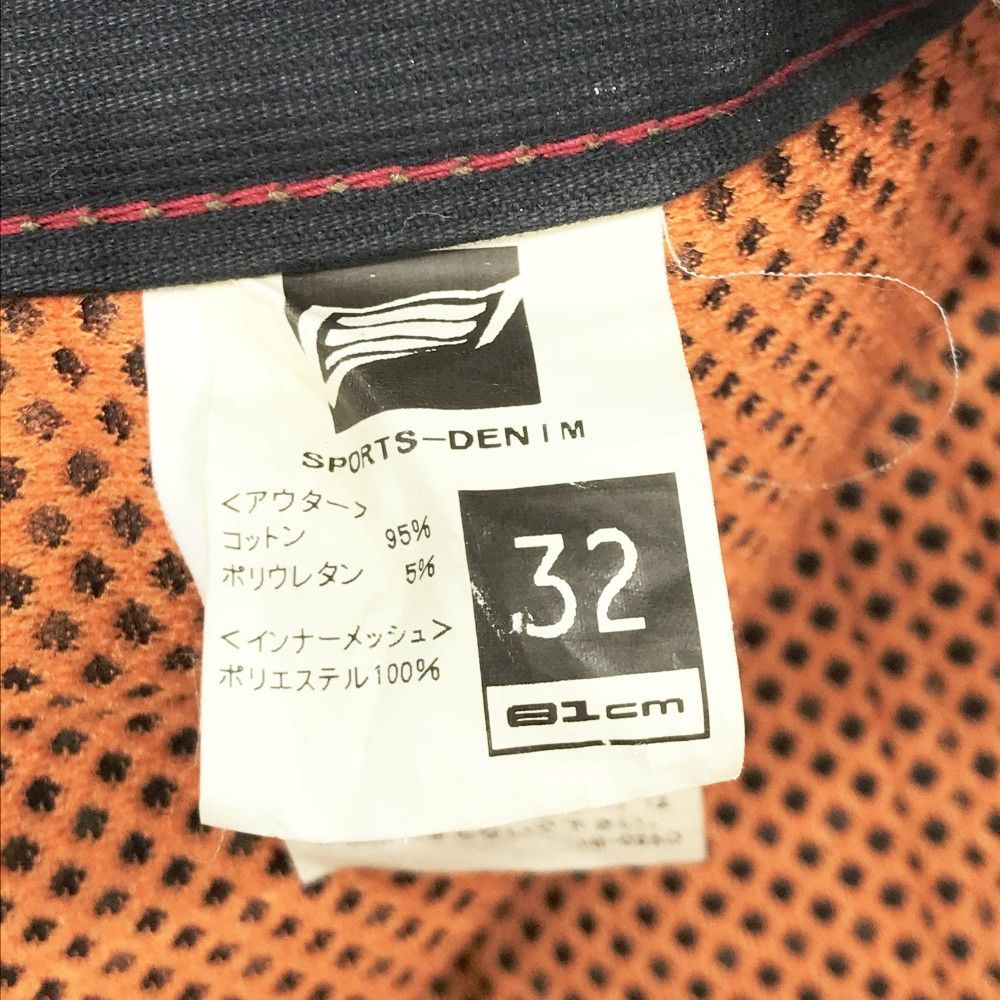 SPORTS-DENIM
<アウター>
コットン 95%
ポリウレタン 5%
<インナーメッシュ>
ポリエステル100%
32
81cm